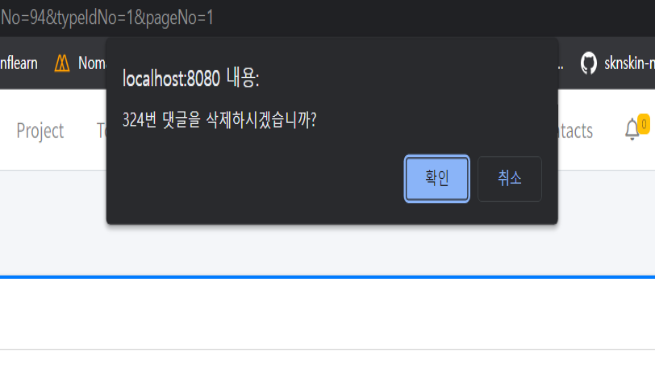 No=94&typeIdNo=1&pageNo=1
nflearn Nom .. sknskin-n
localhost:8080 내용:
324번 댓글을 삭제하시겠습니까?
확인 취소
Project T tacts 0